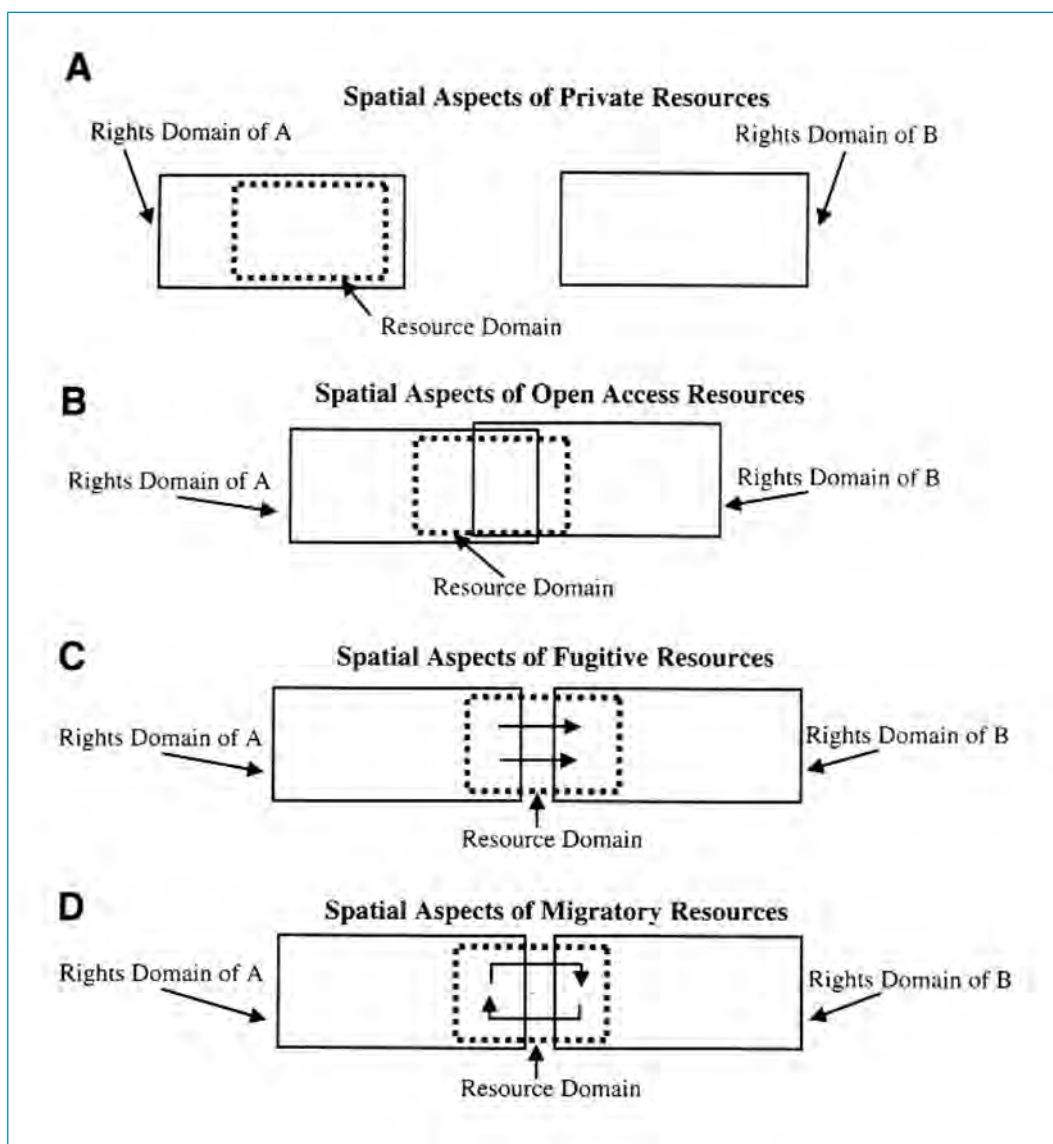 A
Spatial Aspects of Private Resources
Rights Domain of A
Rights Domain of B
Resource Domain
B
Spatial Aspects of Open Access Resources
Rights Domain of A
Rights Domain of B
Resource Domain
C
Spatial Aspects of Fugitive Resources
Rights Domain of A
Rights Domain of B
Resource Domain
D
Spatial Aspects of Migratory Resources
Rights Domain of A
Rights Domain of B
Resource Domain